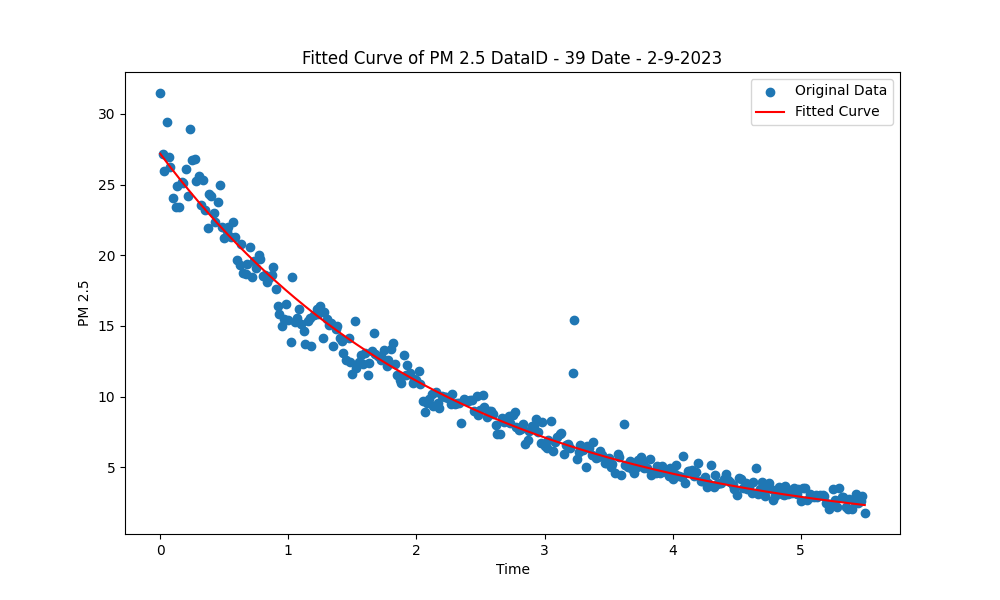 Fitted Curve of PM 2.5 DataID - 39 Date - 2-9-2023
Original Data
Fitted Curve
30
25
20
15
10
5
PM 2.5
0 1 2 3 4 5
Time